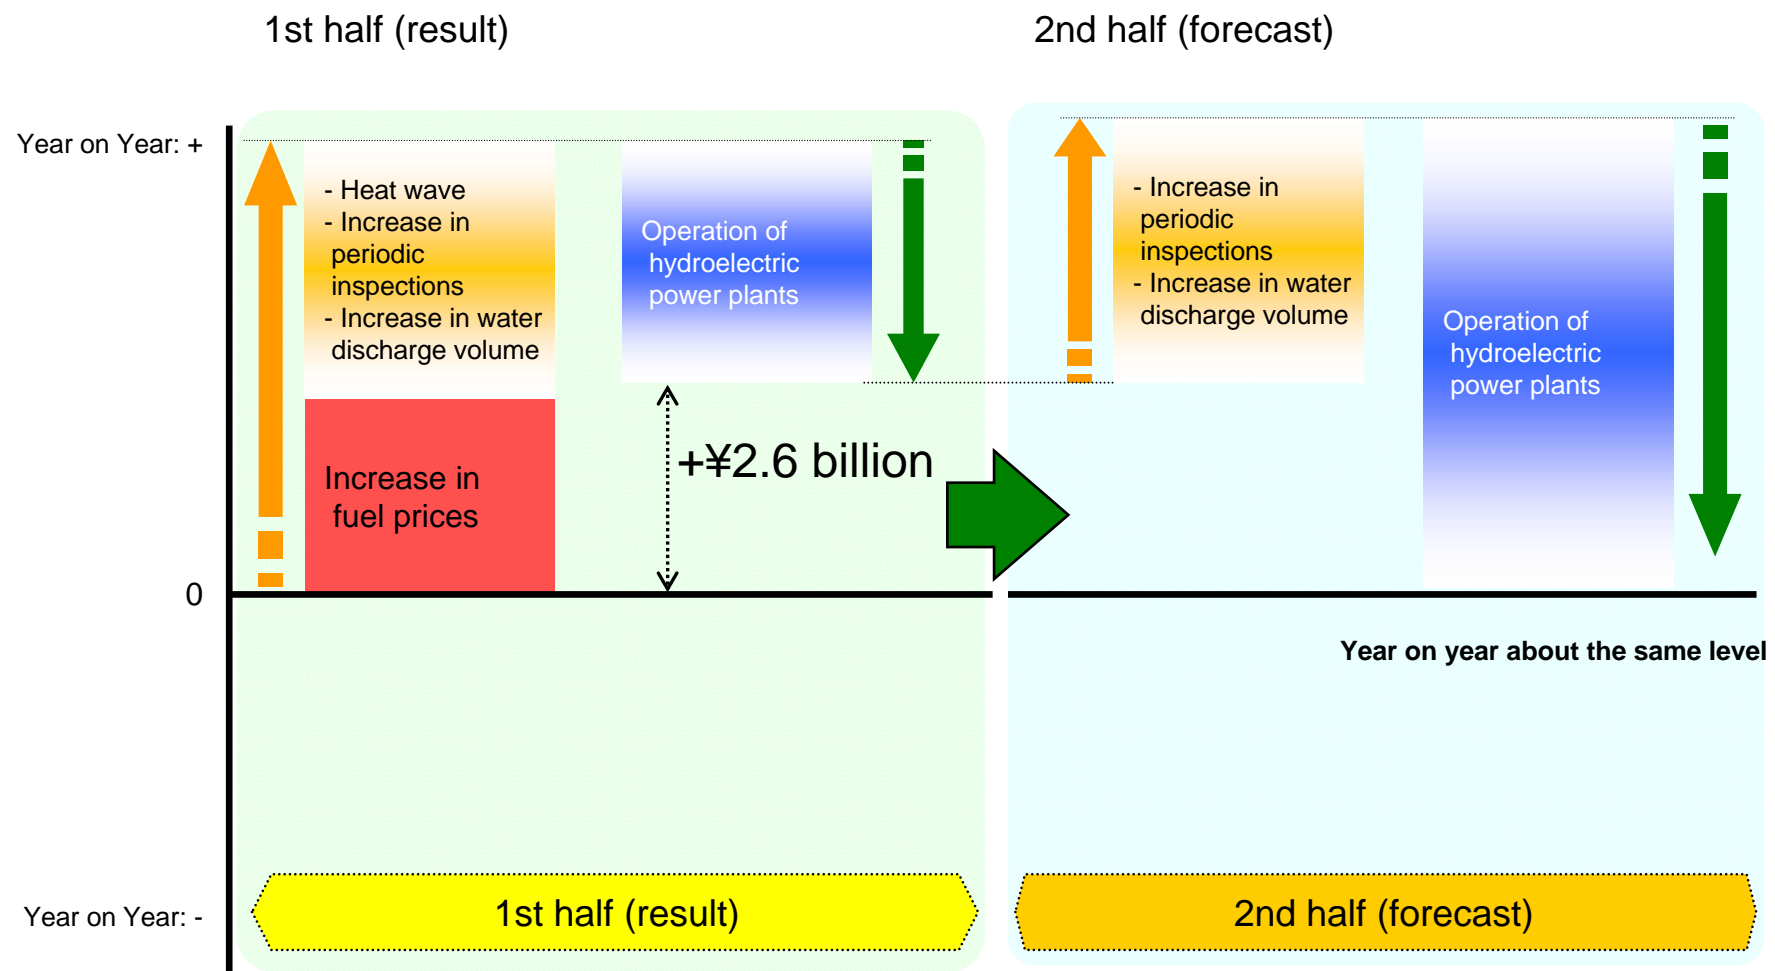 1st half (result)
2nd half (forecast)
Year on Year: +
- Heat wave
- Increase in
periodic
inspections
- Increase in water
discharge volume
Operation of
hydroelectric
power plants
- Increase in
periodic
inspections
- Increase in water
discharge volume
Operation of
hydroelectric
power plants
Increase in
fuel prices
+¥2.6 billion
0
Year on year about the same level
Year on Year: -
1st half (result)
2nd half (forecast)